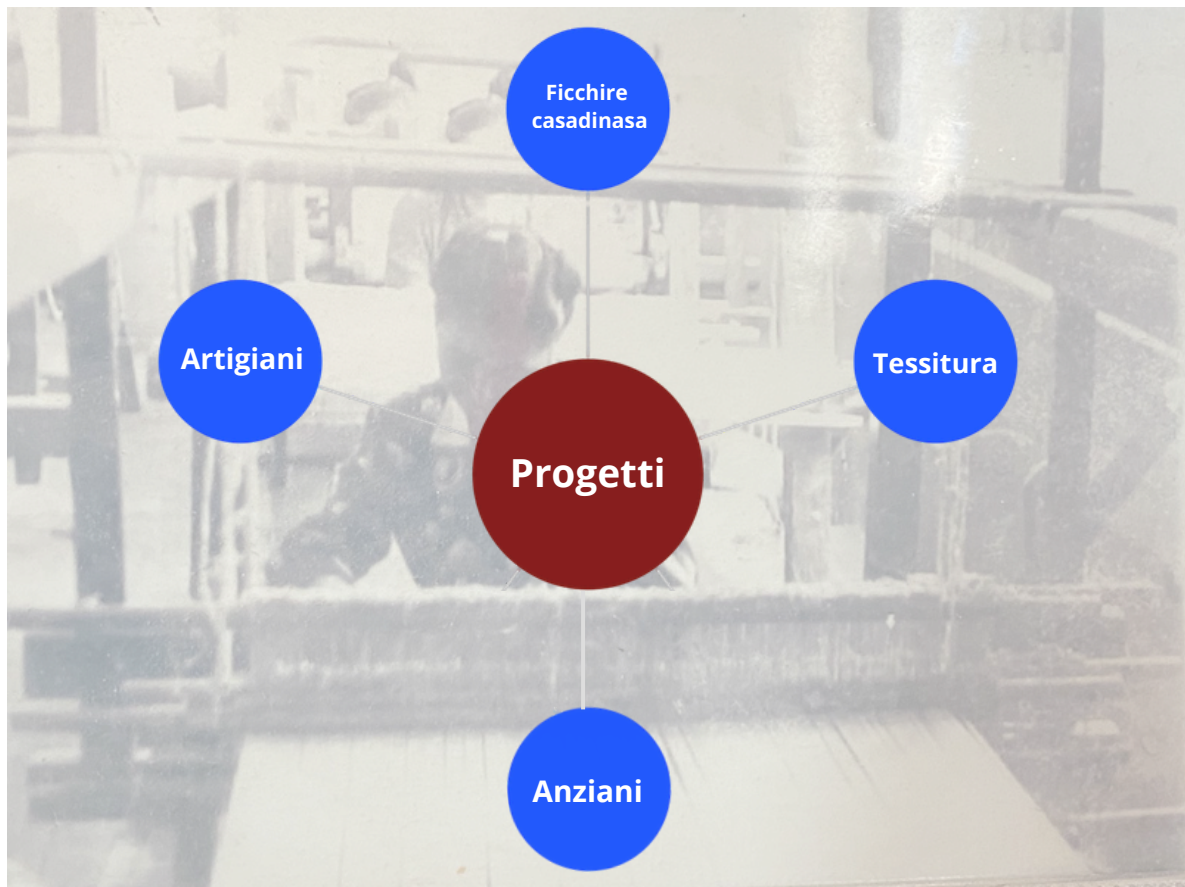 Ficchire
casadinasa
Artigiani
Tessitura
Progetti
Anziani